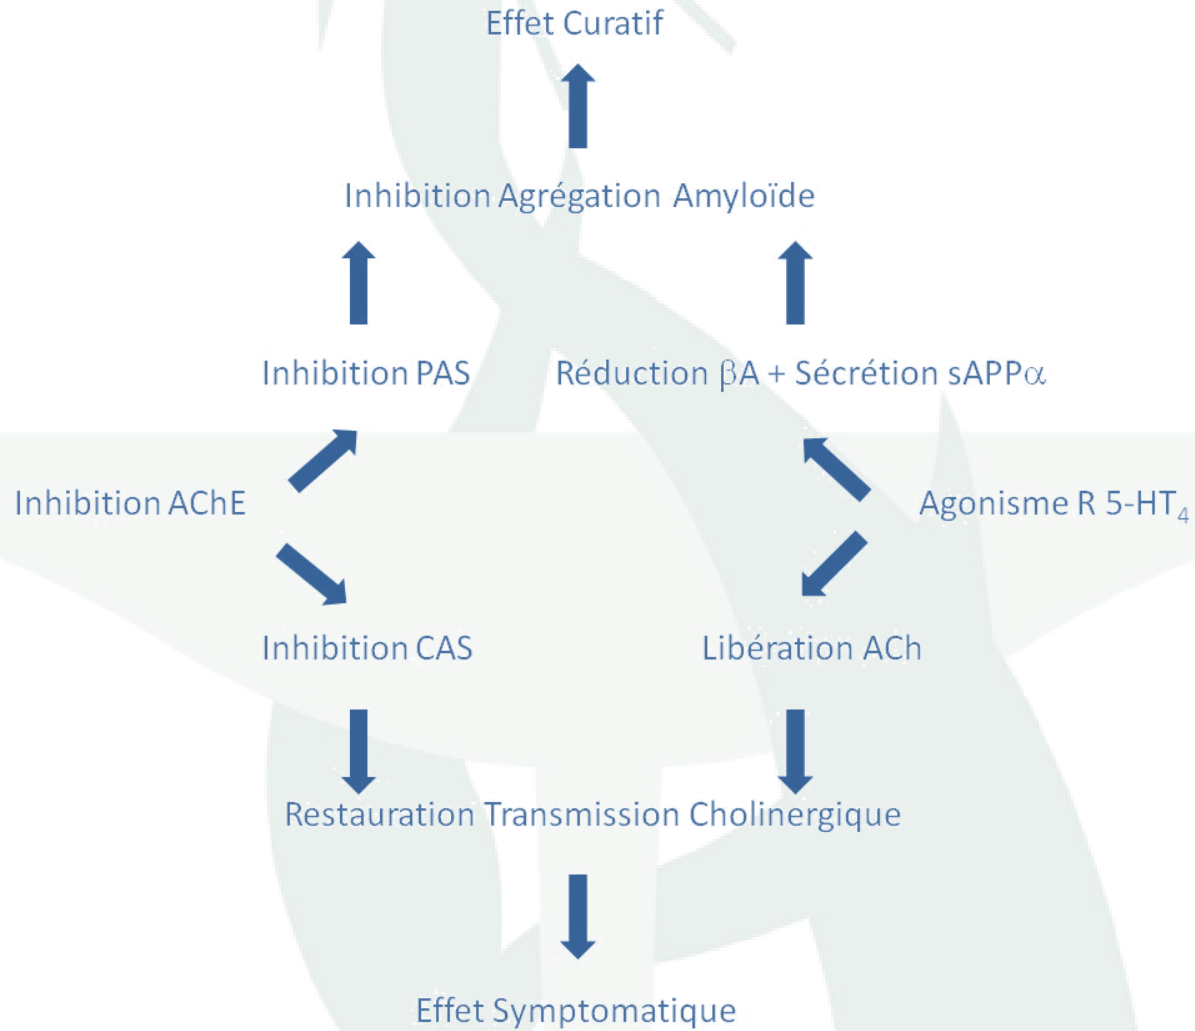 Effet Curatif
Inhibition Agrégation Amyloïde
Inhibition PAS
Réduction βA + Sécrétion sAPPα
Inhibition AChE
Agonisme R 5-HT₄
Inhibition CAS
Libération ACh
Restauration Transmission Cholinergique
Effet Symptomatique